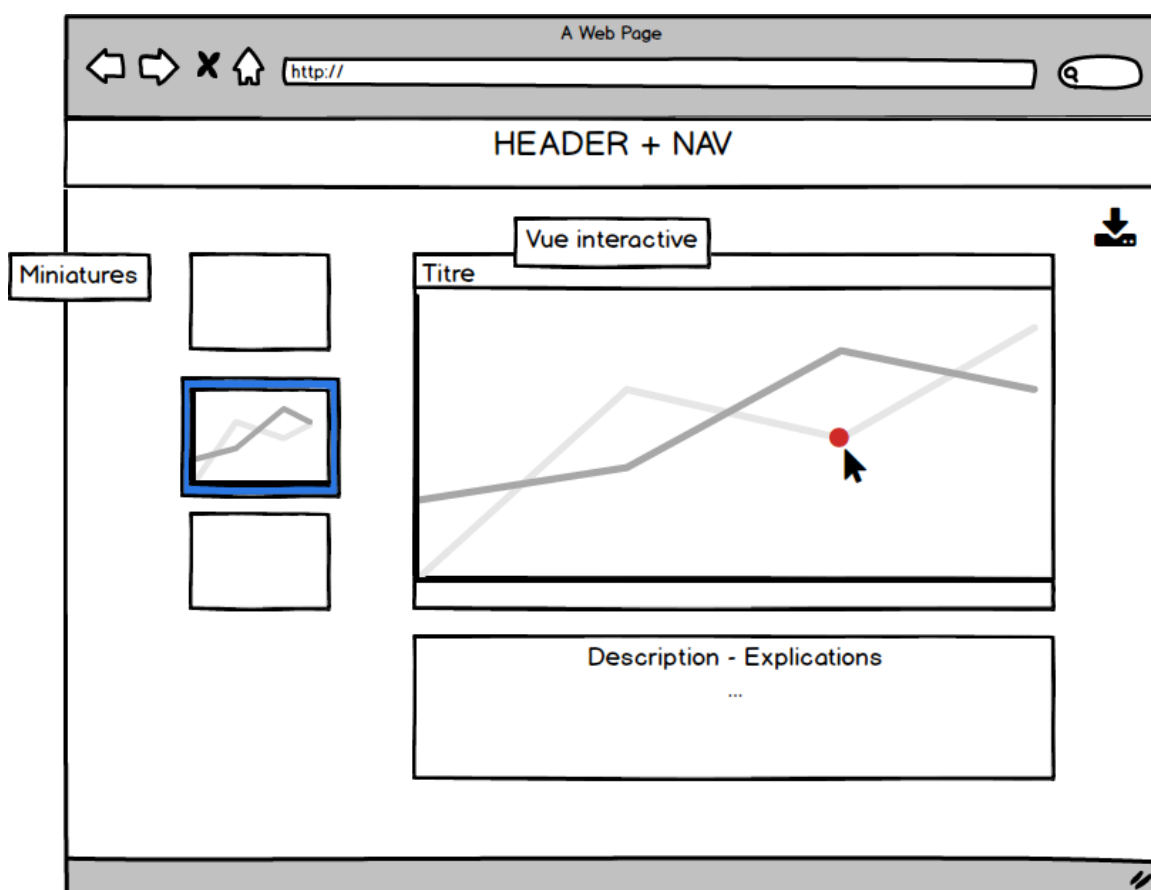 A Web Page
http://
HEADER + NAV
Miniatures
Vue interactive
Titre
Description - Explications
...